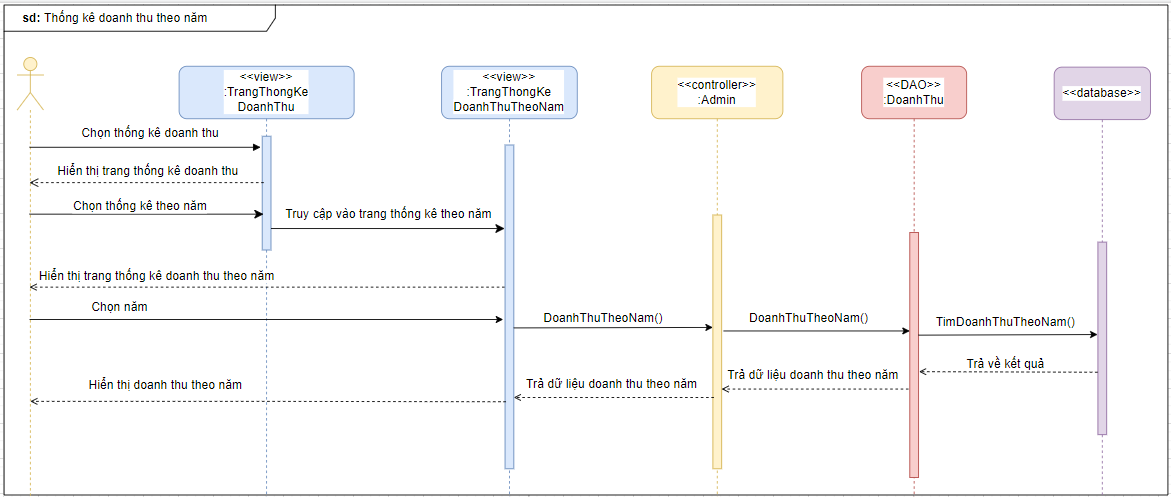 sd: Thống kê doanh thu theo năm
<<view>>
:TrangThongKe
DoanhThu
<<view>>
:TrangThongKe
DoanhThuTheoNam
<<controller>>
:Admin
<<DAO>>
:DoanhThu
<<database>>
Chọn thống kê doanh thu
Hiển thị trang thống kê doanh thu
Chọn thống kê theo năm
Truy cập vào trang thống kê theo năm
Hiển thị trang thống kê doanh thu theo năm
Chọn năm
DoanhThuTheoNam()
DoanhThuTheoNam()
TimDoanhThuTheoNam()
Trả về kết quả
Trả dữ liệu doanh thu theo năm
Trả dữ liệu doanh thu theo năm
Hiển thị doanh thu theo năm